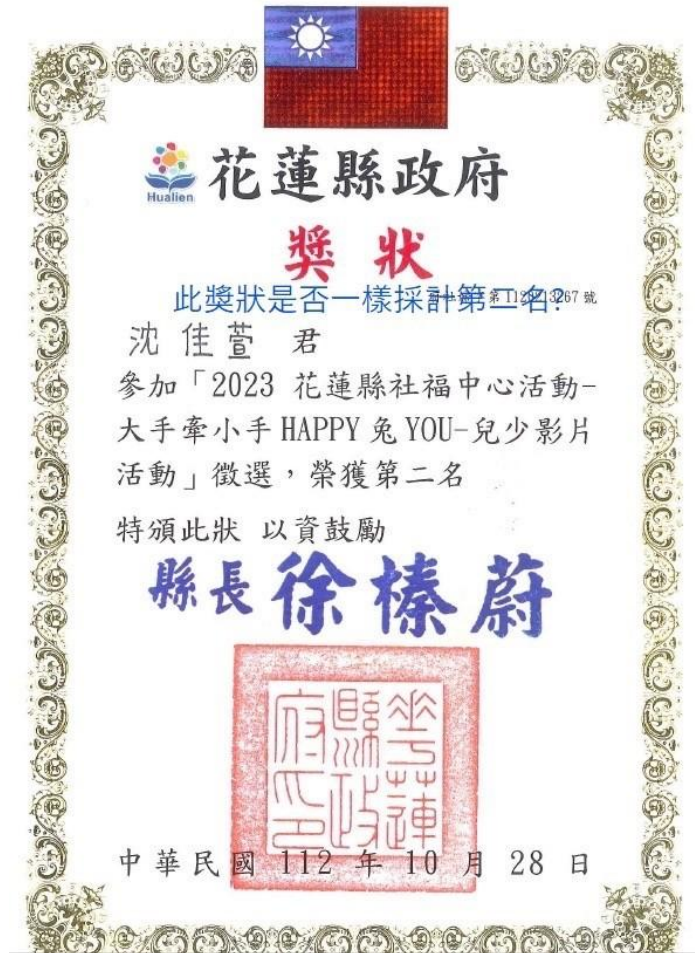 花蓮縣政府
Hualien
獎狀
此獎狀是否一樣採計第二名?
號
沈佳萱 君
參加「2023 花蓮縣社福中心活動-
大手牽小手 HAPPY 兔 YOU-兒少影片
活動」徵選，榮獲第二名
特頒此狀 以資鼓勵
縣長 徐榛蔚
花蓮縣政府印
中華民國 112 年 10 月 28 日